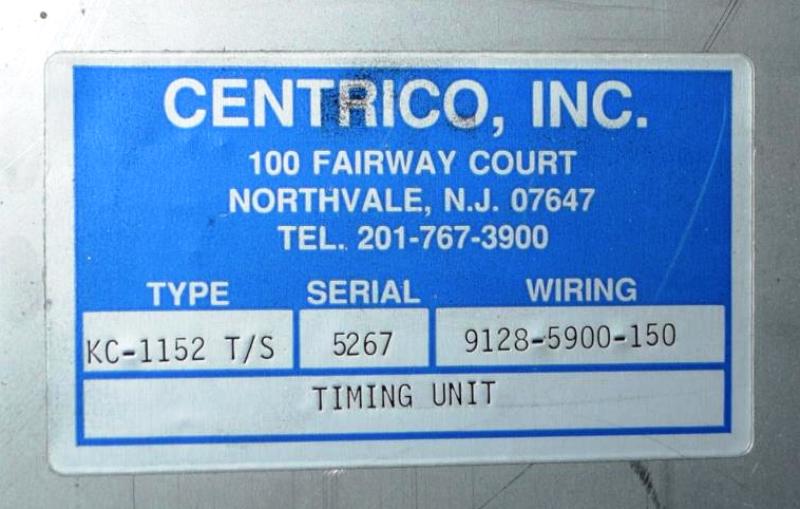 CENTRICO, INC.
100 FAIRWAY COURT
NORTHVALE, N.J. 07647
TEL. 201-767-3900
TYPE SERIAL WIRING
KC-1152 T/S 5267 9128-5900-150
TIMING UNIT